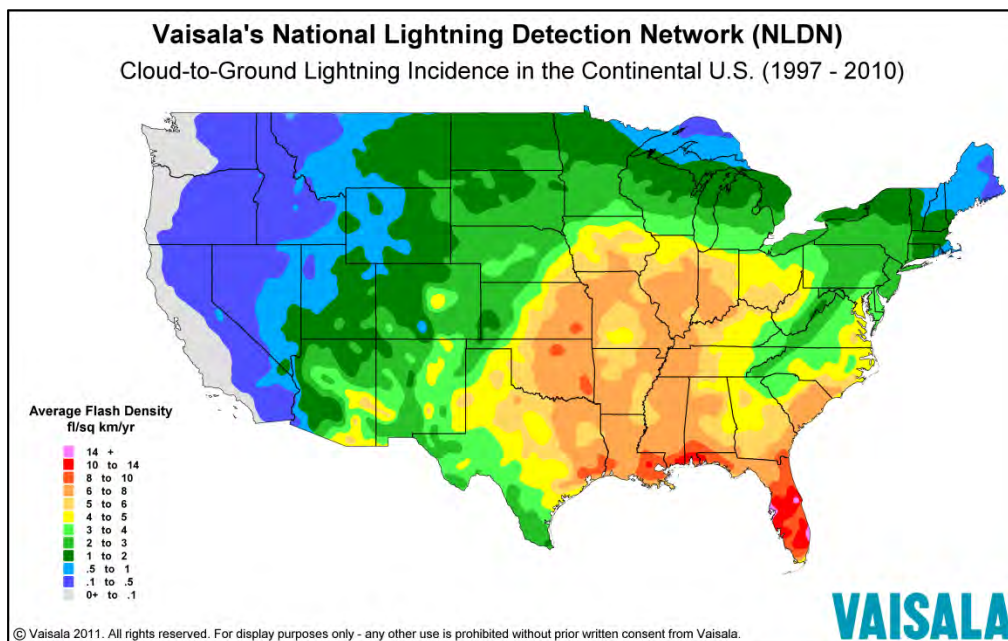 Vaisala's National Lightning Detection Network (NLDN)
Cloud-to-Ground Lightning Incidence in the Continental U.S. (1997 - 2010)
Average Flash Density
fl/sq km/yr
14 +
10 to 14
8 to 10
6 to 8
5 to 6
4 to 5
3 to 4
2 to 3
1 to 2
.5 to 1
.1 to .5
0+ to .1
© Vaisala 2011. All rights reserved. For display purposes only - any other use is prohibited without prior written consent from Vaisala.
VAISALA